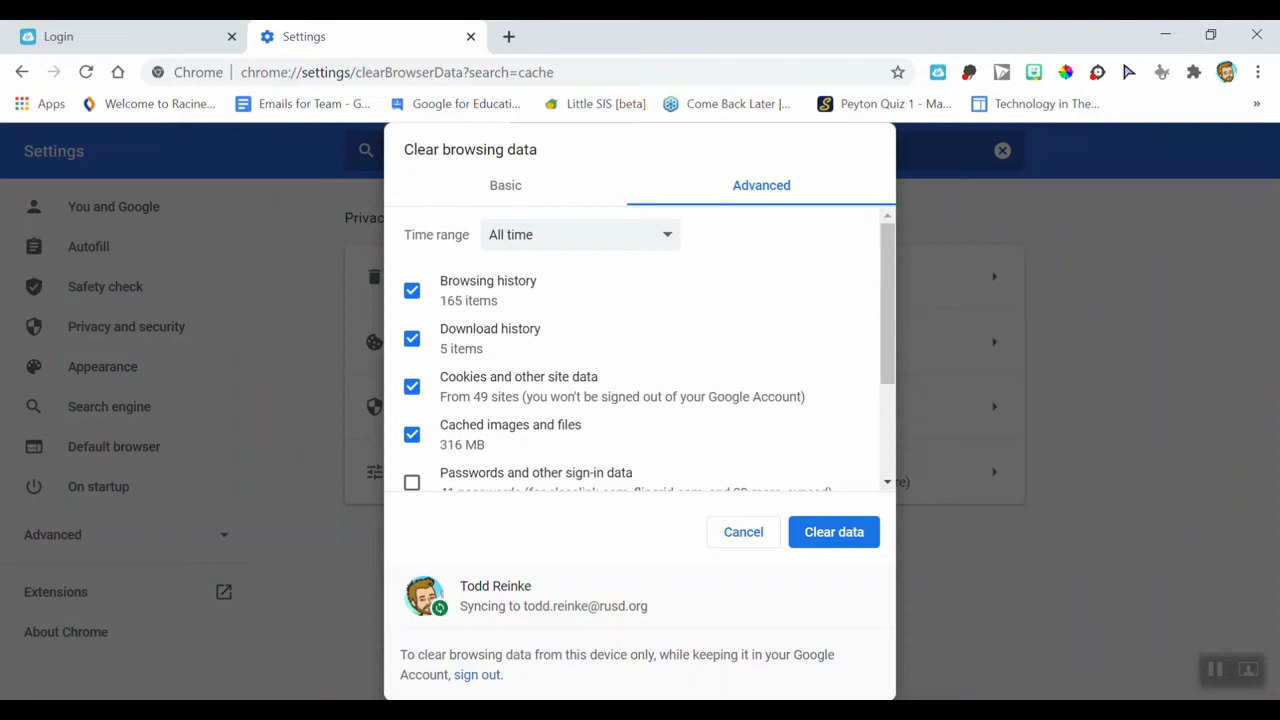 Login
Settings
Chrome
chrome://settings/clearBrowserData?search=cache
Apps
Welcome to Racine...
Emails for Team - G...
Google for Educati...
Little SIS [beta]
Come Back Later |...
Peyton Quiz 1 - Ma...
Technology in The...
»
Settings
You and Google
Autofill
Safety check
Privacy and security
Appearance
Search engine
Default browser
On startup
Advanced
Extensions
About Chrome
Privac
Clear browsing data
Basic
Advanced
Time range
All time
Browsing history
165 items
Download history
5 items
Cookies and other site data
From 49 sites (you won't be signed out of your Google Account)
Cached images and files
316 MB
Passwords and other sign-in data
Cancel
Clear data
Todd Reinke
Syncing to todd.reinke@rusd.org
To clear browsing data from this device only, while keeping it in your Google
Account, sign out.